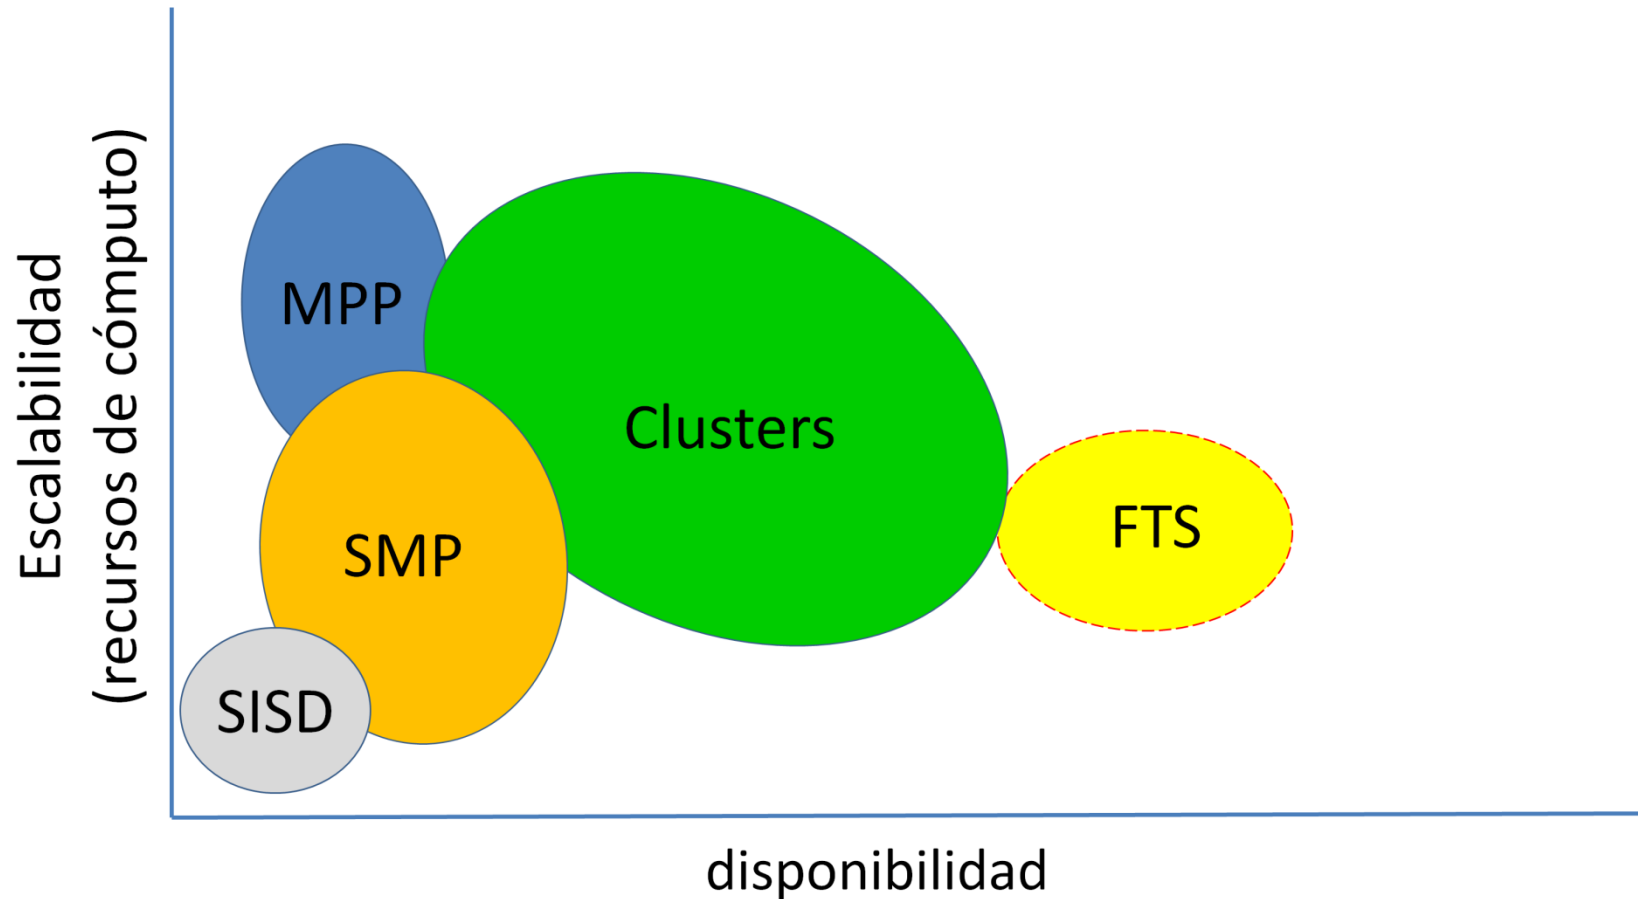 Escalabilidad
(recursos de cómputo)
MPP
Clusters
SMP
FTS
SISD
disponibilidad